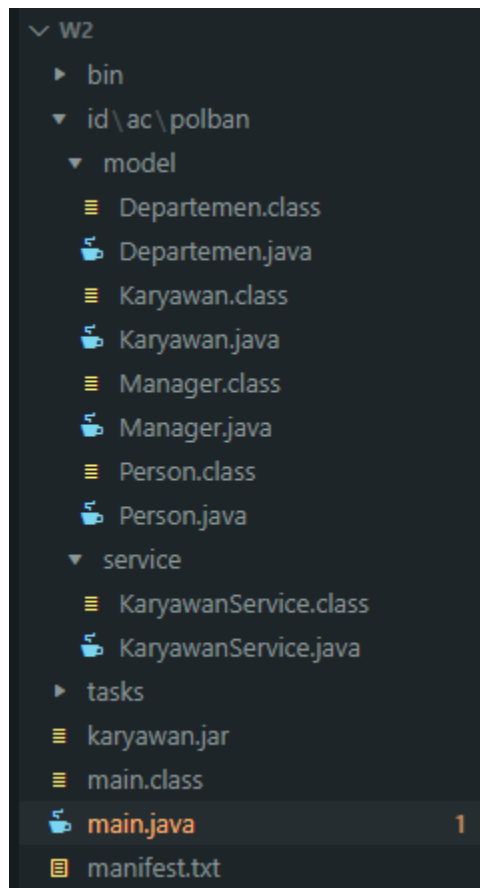 W2
bin
id\ac\polban
model
Departemen.class
Departemen.java
Karyawan.class
Karyawan.java
Manager.class
Manager.java
Person.class
Person.java
service
KaryawanService.class
KaryawanService.java
tasks
karyawan.jar
main.class
main.java 1
manifest.txt